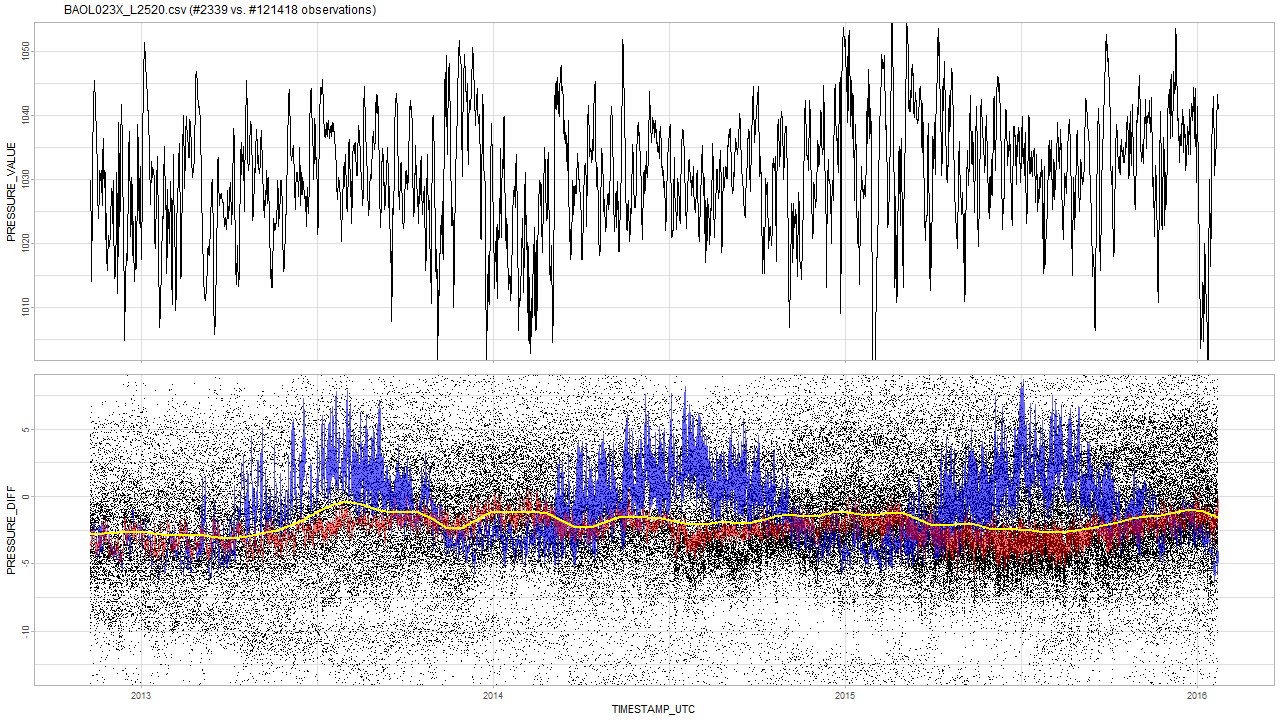 BAOL023X_L2520.csv (#2339 vs. #121418 observations)
PRESSURE_VALUE
1050
1040
1030
1020
1010
PRESSURE_DIFF
5
0
-5
-10
2013 2014 2015 2016
TIMESTAMP_UTC